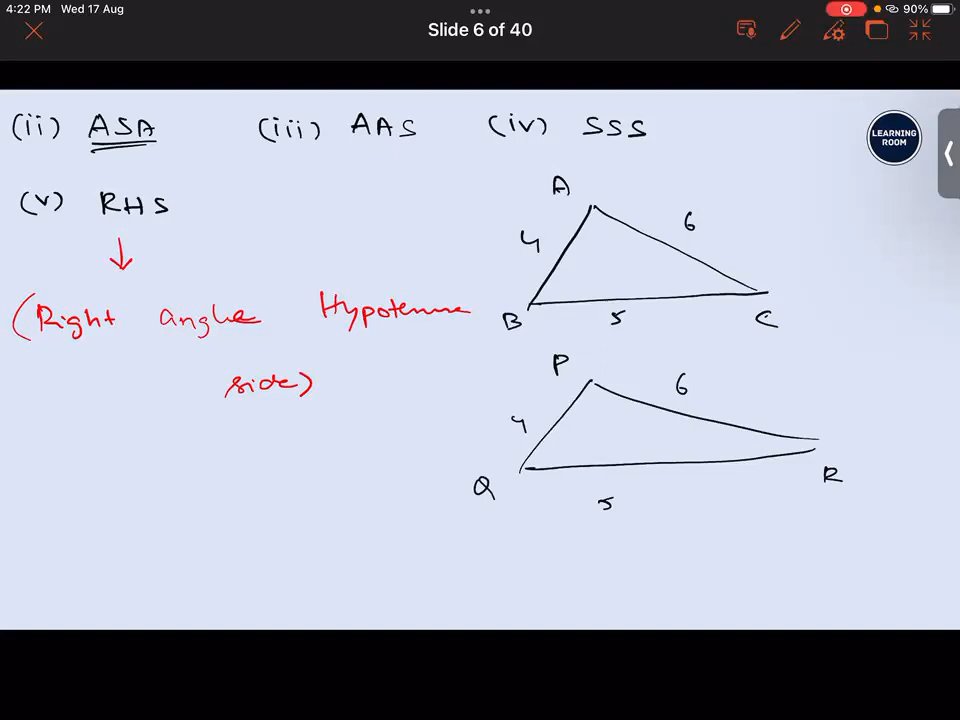 4:22 PM Wed 17 Aug
90%
Slide 6 of 40
(ii) ASA (iii) AAS (iv) SSS
LEARNING
ROOM
(v) RHS
A
4
6
B
5
C
(Right angle Hypotenuse
side)
P
4
6
Q
5
R